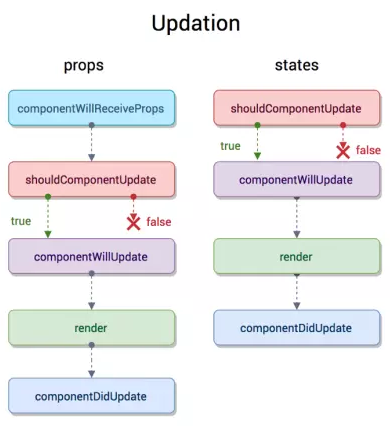 Updation
props
componentWillReceiveProps
shouldComponentUpdate
true
false
componentWillUpdate
render
componentDidUpdate
states
shouldComponentUpdate
true
false
componentWillUpdate
render
componentDidUpdate